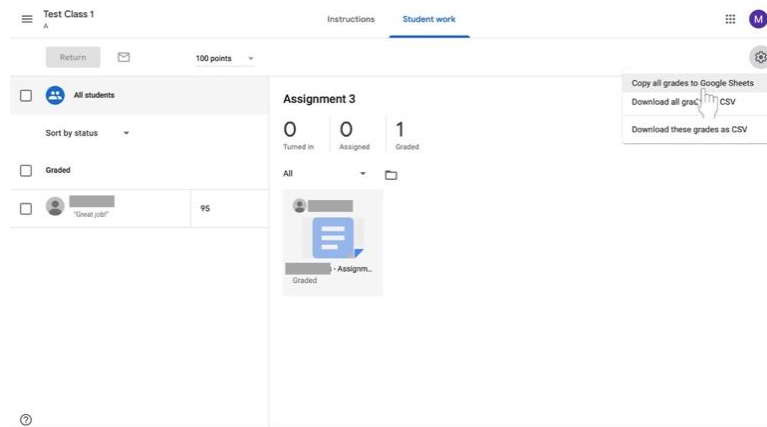 Test Class 1
A
Instructions
Student work
M
Return
100 points
Copy all grades to Google Sheets
Download all CSV
Download these grades as CSV
All students
Sort by status
Graded
"Great job!"
95
Assignment 3
0
Turned in
0
Assigned
1
Graded
All
- Assignm...
Graded